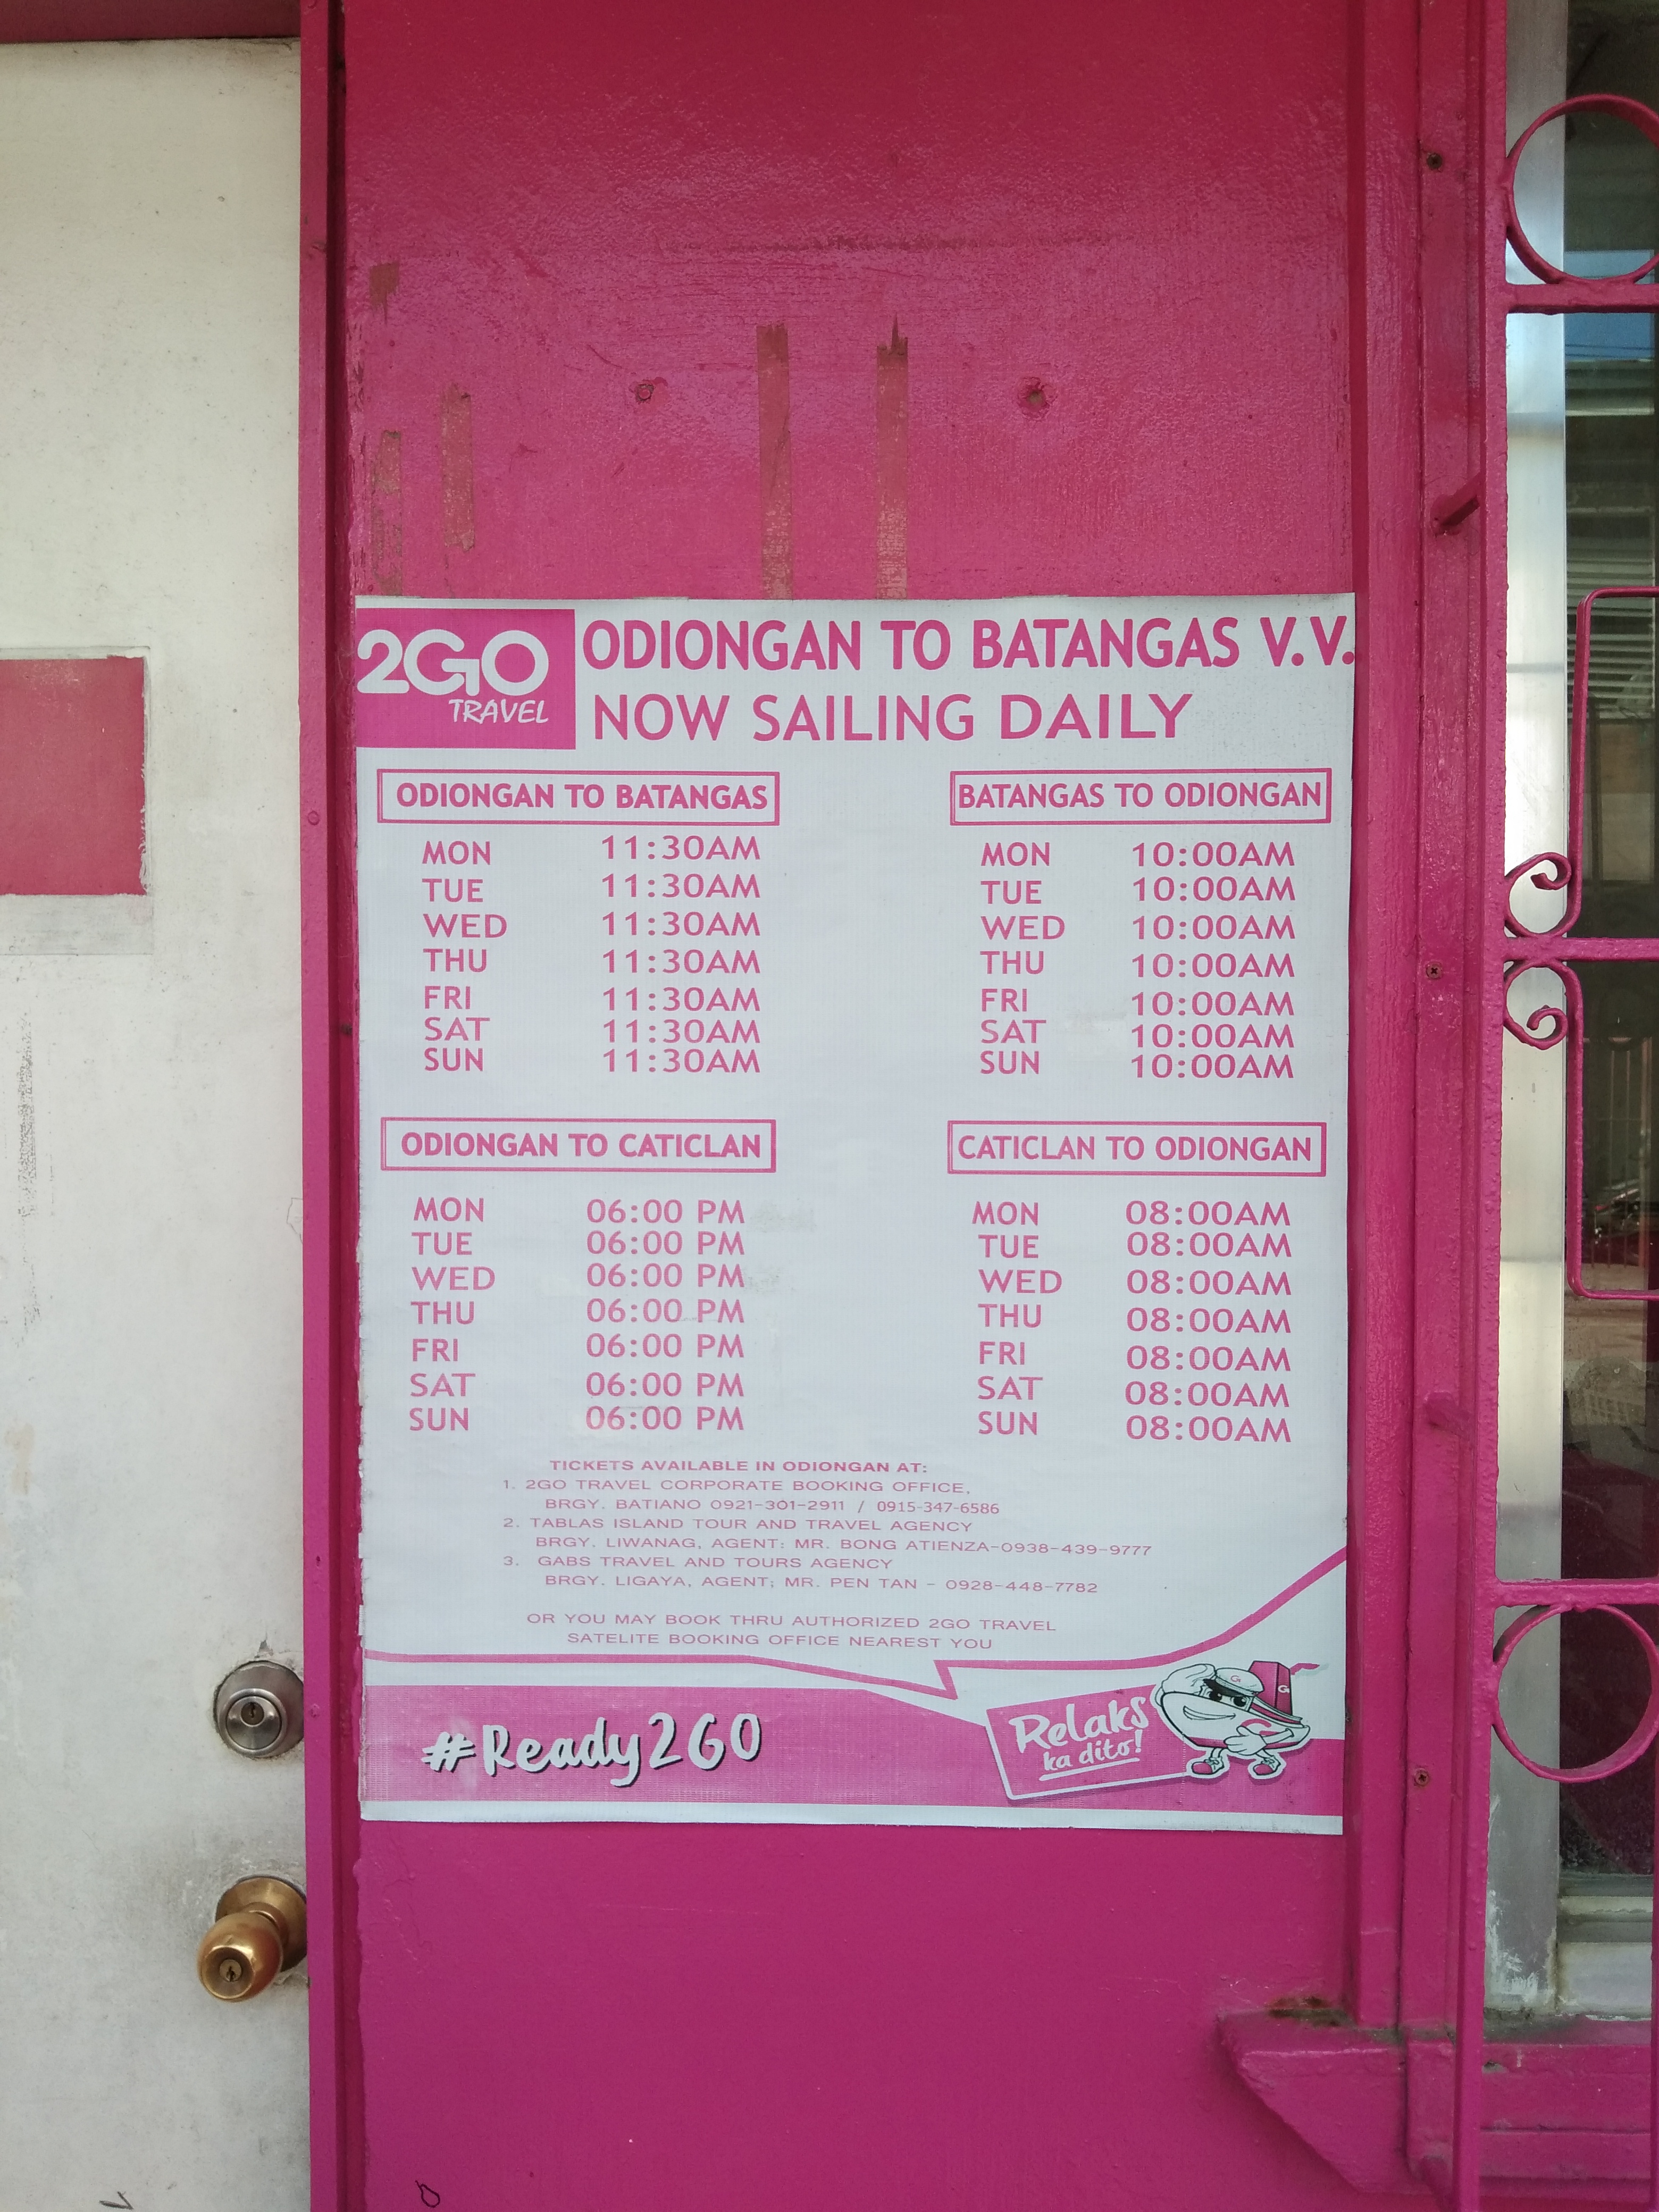 2GO
TRAVEL
ODIONGAN TO BATANGAS V.V.
NOW SAILING DAILY
ODIONGAN TO BATANGAS
MON 11:30AM
TUE 11:30AM
WED 11:30AM
THU 11:30AM
FRI 11:30AM
SAT 11:30AM
SUN 11:30AM
BATANGAS TO ODIONGAN
MON 10:00AM
TUE 10:00AM
WED 10:00AM
THU 10:00AM
FRI 10:00AM
SAT 10:00AM
SUN 10:00AM
ODIONGAN TO CATICLAN
MON 06:00 PM
TUE 06:00 PM
WED 06:00 PM
THU 06:00 PM
FRI 06:00 PM
SAT 06:00 PM
SUN 06:00 PM
CATICLAN TO ODIONGAN
MON 08:00AM
TUE 08:00AM
WED 08:00AM
THU 08:00AM
FRI 08:00AM
SAT 08:00AM
SUN 08:00AM
TICKETS AVAILABLE IN ODIONGAN AT:
1. 2GO TRAVEL CORPORATE BOOKING OFFICE,
BRGY. BATIANO 0921-301-2911 / 0915-347-6586
2. TABLAS ISLAND TOUR AND TRAVEL AGENCY
BRGY. LIWANAG, AGENT: MR. BONG ATIENZA-0938-439-9777
3. GABS TRAVEL AND TOURS AGENCY
BRGY. LIGAYA, AGENT; MR. PEN TAN - 0928-448-7782
OR YOU MAY BOOK THRU AUTHORIZED 2GO TRAVEL
SATELITE BOOKING OFFICE NEAREST YOU
#Ready2GO
Relaks
ka dito!